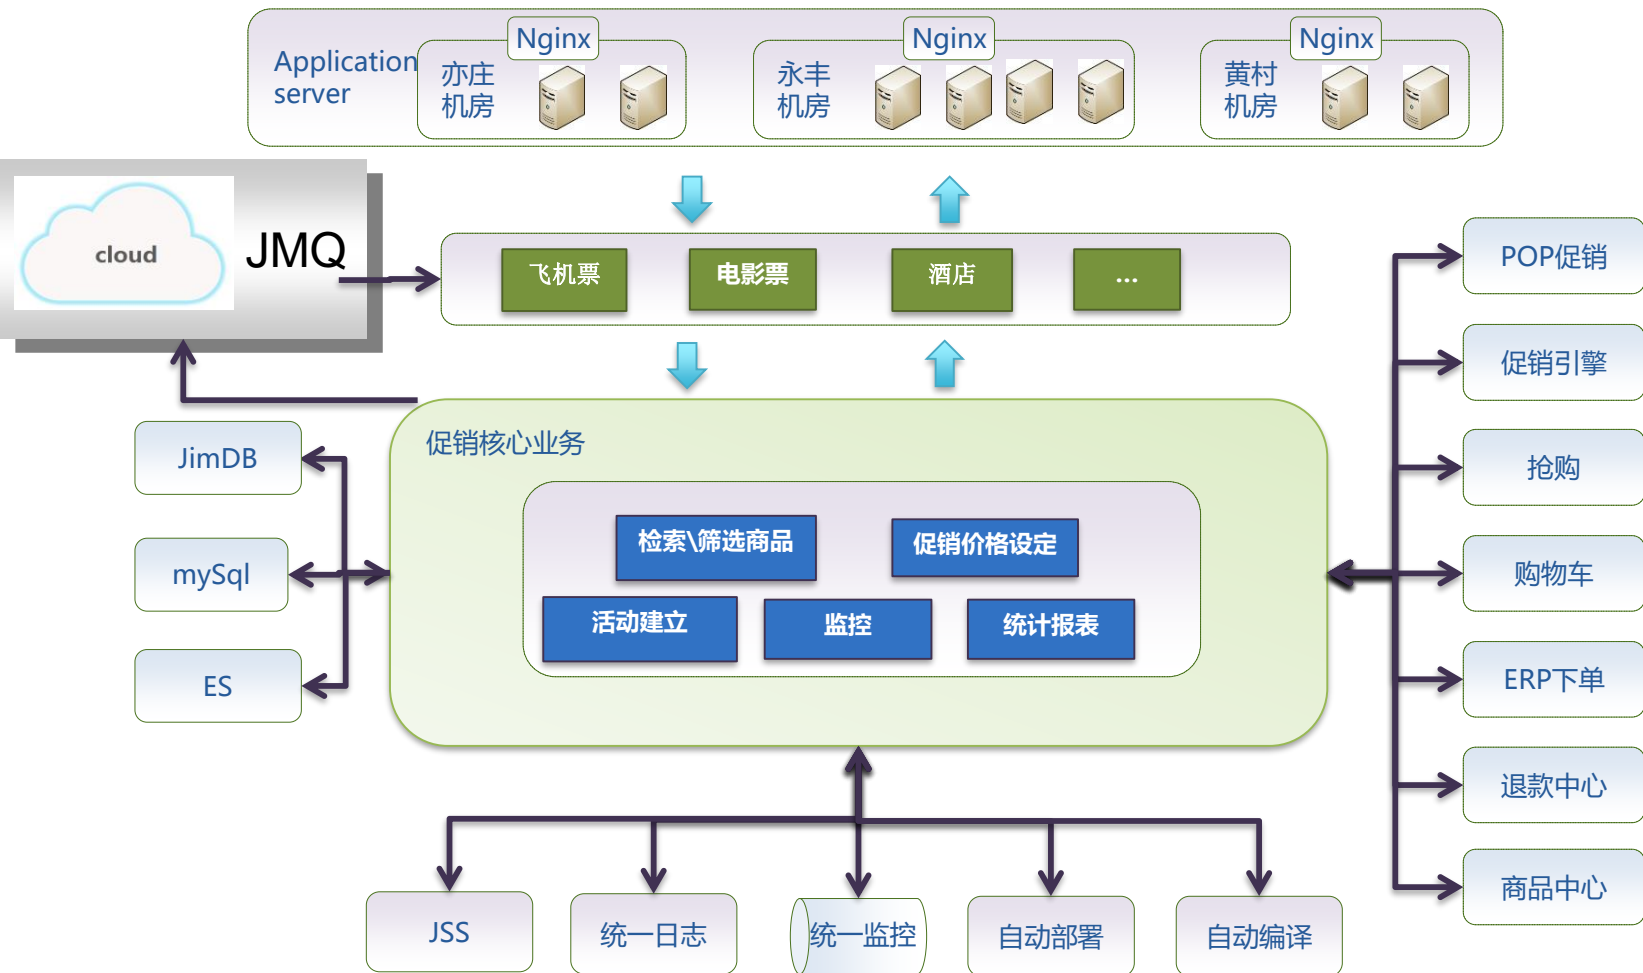 Nginx
Nginx
Nginx
Application
server
亦庄
机房
永丰
机房
黄村
机房
cloud
JMQ
飞机票
电影票
酒店
...
POP促销
促销引擎
抢购
购物车
ERP下单
退款中心
商品中心
JimDB
mySql
ES
促销核心业务
检索\筛选商品
促销价格设定
活动建立
监控
统计报表
JSS
统一日志
统一监控
自动部署
自动编译